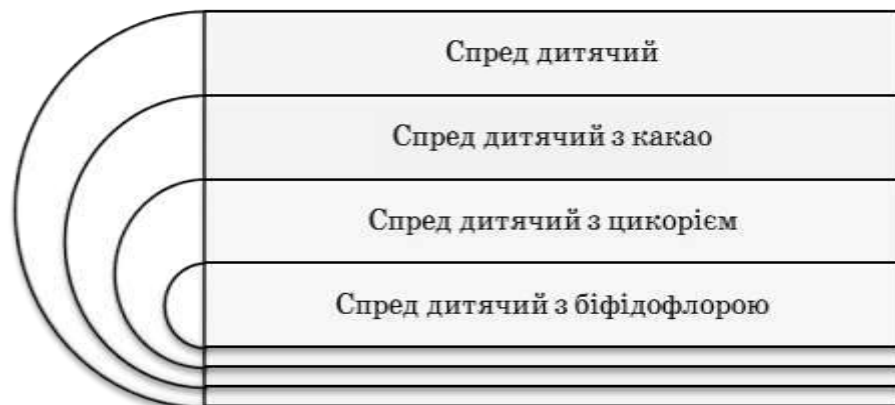 Спред дитячий
Спред дитячий з какао
Спред дитячий з цикорієм
Спред дитячий з біфідофлорою